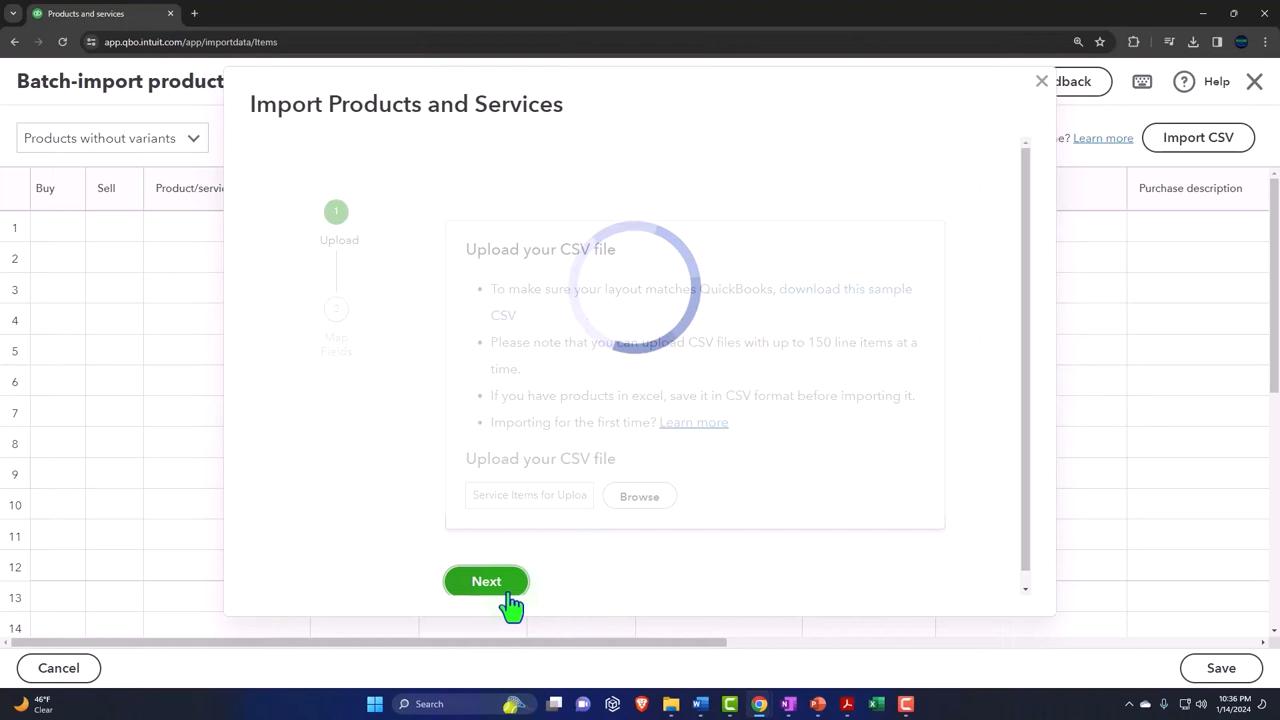 Products and services
app.qbo.intuit.com/app/importdata/Items
Batch-import product
dback
Help
Import Products and Services
Products without variants
e? Learn more
Import CSV
Buy
Sell
Product/servic
Purchase description
1
2
3
4
5
6
7
8
9
10
11
12
13
14
1
Upload
2
Map
Fields
Upload your CSV file
To make sure your layout matches QuickBooks, download this sample
CSV
Please note that you can upload CSV files with up to 150 line items at a
time.
If you have products in excel, save it in CSV format before importing it.
Importing for the first time? Learn more
Upload your CSV file
Service Items for Uploa
Browse
Next
Cancel
Save
46°F
Clear
Search
10:36 PM
1/14/2024